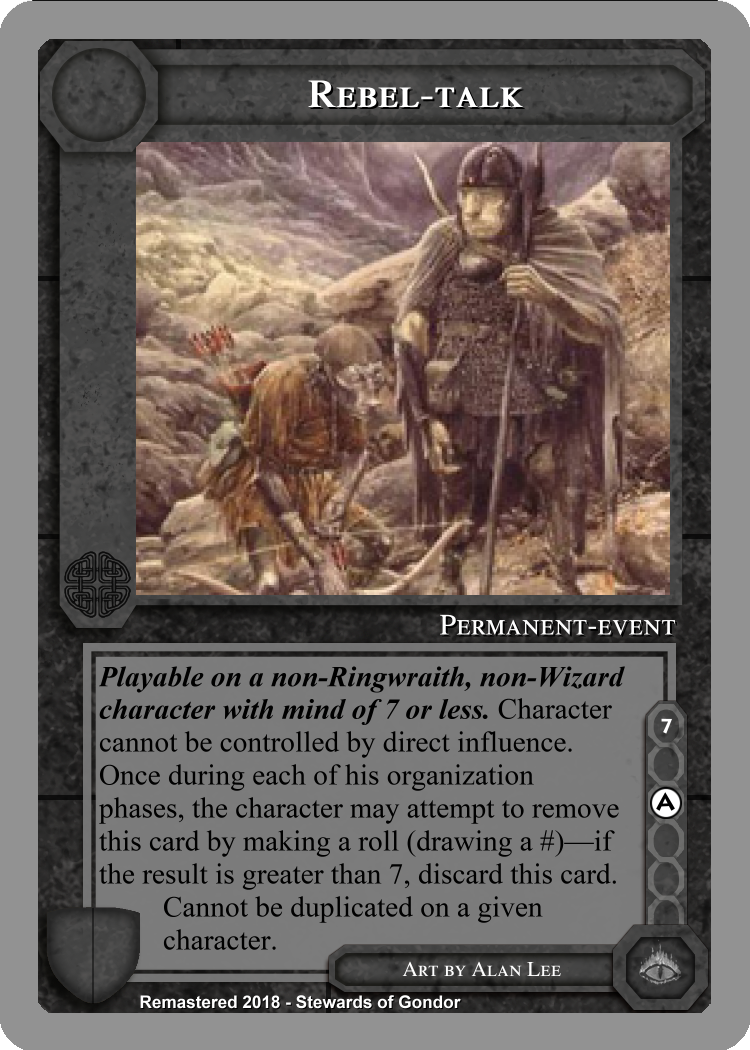 Rebel-talk
Permanent-event
Playable on a non-Ringwraith, non-Wizard
character with mind of 7 or less. Character
cannot be controlled by direct influence.
Once during each of his organization
phases, the character may attempt to remove
this card by making a roll (drawing a #)—if
the result is greater than 7, discard this card.
Cannot be duplicated on a given
character.
7
A
Art by Alan Lee
Remastered 2018 - Stewards of Gondor